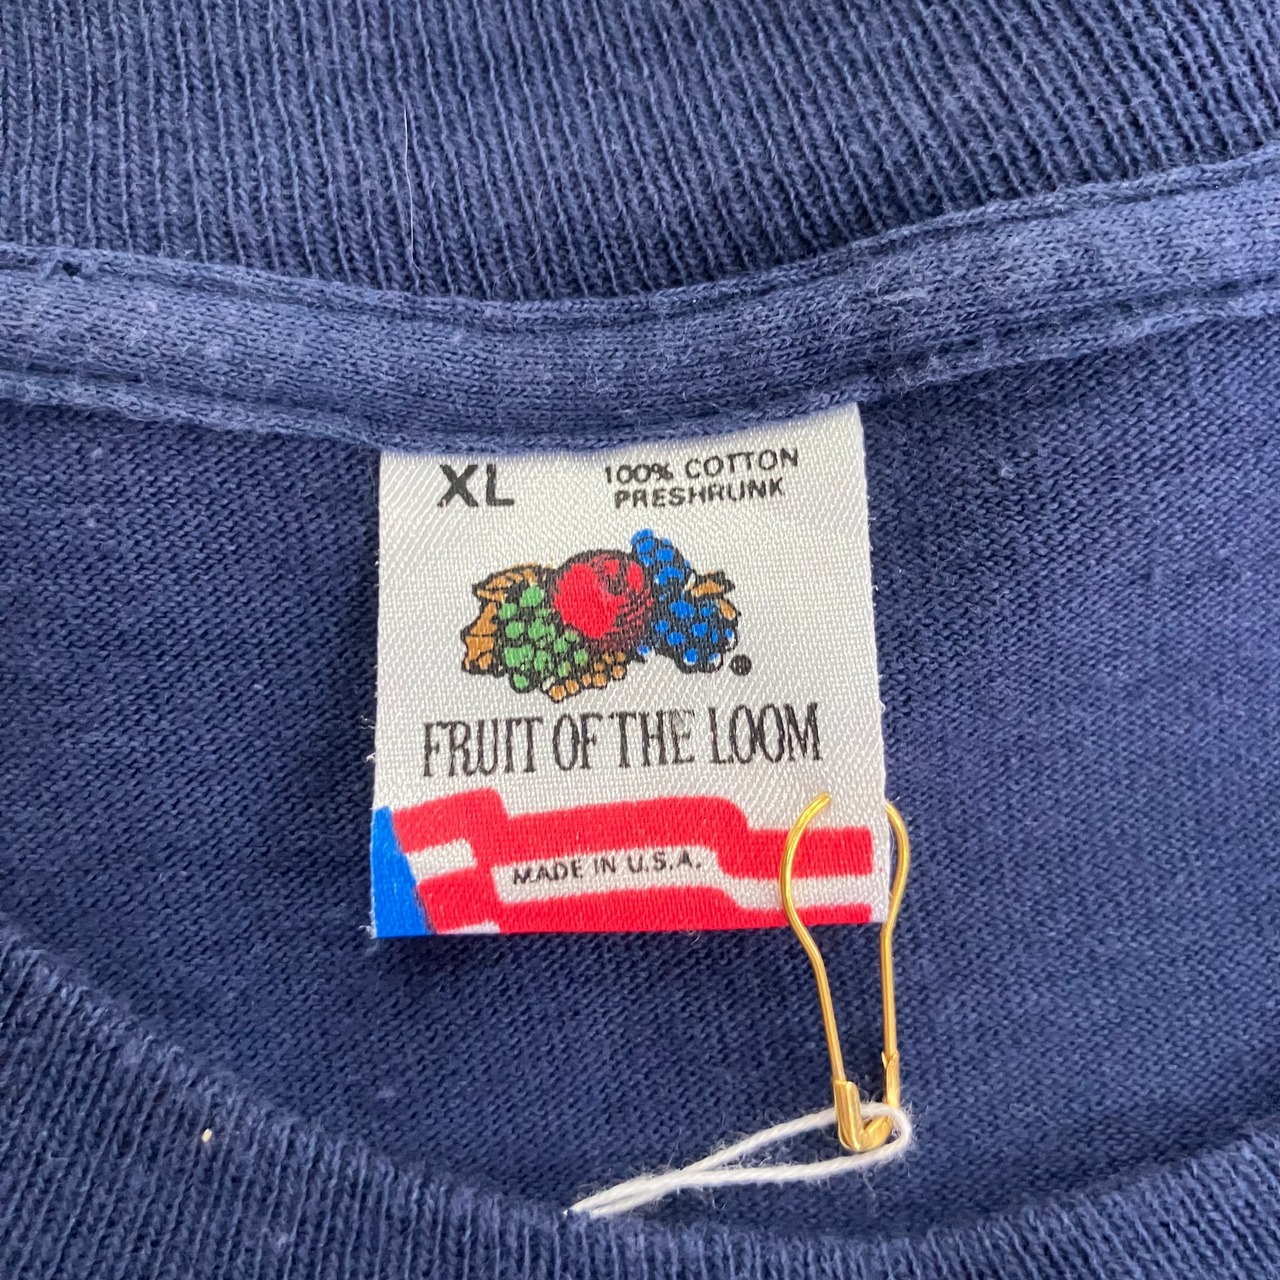 XL
100% COTTON
PRESHRUNK
®
FRUIT OF THE LOOM
MADE IN U.S.A.